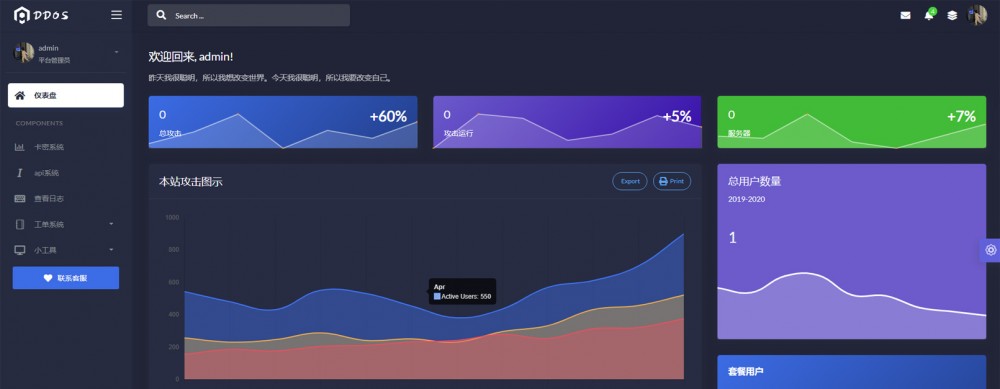 DDoS
Search ...
4
admin
平台管理员
仪表盘
COMPONENTS
卡密系统
api系统
查看日志
工单系统
小工具
联系客服
欢迎回来, admin!
昨天我很聪明，所以我想改变世界。今天我很聪明，所以我要改变自己。
0
+60%
总攻击
0
+5%
攻击运行
0
+7%
服务器
本站攻击图示
Export
Print
1000
800
600
400
200
0
Apr
Active Users: 550
总用户数量
2019-2020
1
套餐用户